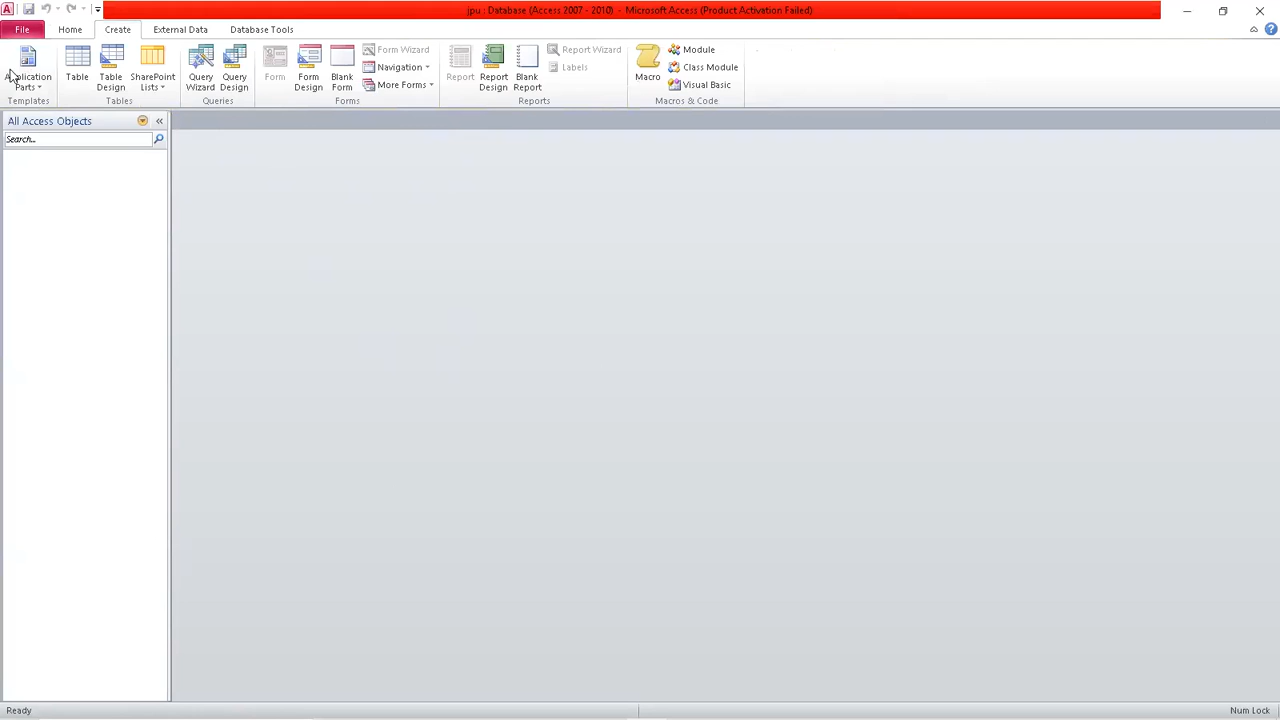 jpu : Database (Access 2007 - 2010) - Microsoft Access (Product Activation Failed)
File Home Create External Data Database Tools
Application Parts
Table
Table Design
SharePoint Lists
Query Wizard
Query Design
Form
Form Design
Blank Form
Form Wizard
Navigation
More Forms
Report
Report Design
Blank Report
Report Wizard
Labels
Macro
Module
Class Module
Visual Basic
Templates Tables Queries Forms Reports Macros & Code
All Access Objects
Search...
Ready Num Lock